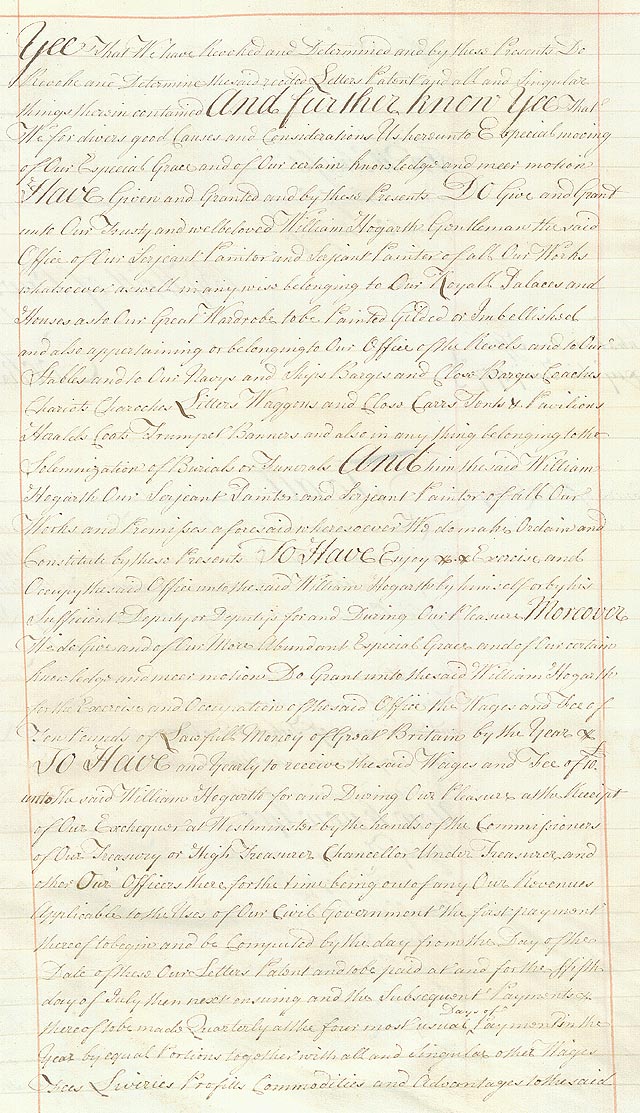 Yee That We have Revoked and Determined and by these Presents Do
Revoke and Determine the said recited Letters Patent and all and Singular
things therein contained And further know Yee That
We for divers good Causes and Considerations Us hereunto Especial moving
of Our Especial Grace and of Our certain knowledge and meer motion
Have Given and Granted and by these Presents Do Give and Grant
unto Our Trusty and welbeloved William Hogarth Gentleman the said
Office of Our Serjeant Painter and Serjeant Painter of all Our Works
whatsoever as well in any wise belonging to Our Royall Palaces and
Houses as to Our Great Wardrobe to be Painted Gilded or Imbellished
and also appertaining or belonging to Our Office of the Revels and to Our
Stables and to Our Navys and Ships Barges and Close Barges Coaches
Chariots Charoches Litters Waggons and Close Carrs Tents & Pavilions
Heralds Coats Trumpet Banners and also in any thing belonging to the
Solemnization of Burials or Funerals And him the said William
Hogarth Our Serjeant Painter and Serjeant Painter of all Our
Works and Premisses aforesaid wheresoever We do make Ordain and
Constitute by these Presents To Have Enjoy & Exercise and
Occupy the said Office unto the said William Hogarth by himself or by his
Sufficient Deputy or Deputys for and During Our Pleasure Moreover
We do Give and of Our More Abundant Especial Grace and of Our certain
knowledge and meer motion Do Grant unto the said William Hogarth
for the Exercise and Occupation of the said Office the Wages and Fee of
Ten Pounds of Lawfull Money of Great Britain by the Year &
To Have and Yearly to receive the said Wages and Fee of 10.
unto the said William Hogarth for and During Our Pleasure at the Receipt
of Our Exchequer at Westminster by the hands of the Commissioners
of Our Treasury or High Treasurer Chancellor Under Treasurer and
other Our Officers there for the time being out of any Our Revenues
Applicable to the Uses of Our Civil Government the first payment
thereof to begin and be Computed by the day from the Day of the
Date of these Our Letters Patent and to be paid at and for the ffifth
day of July then next ensuing and the Subsequent Payments
thereof to be made Quarterly at the four most usual Days of Payment in the
Year by equal Portions together with all and Singular other Wages
Fees Liveries Profitts Commodities and Advantages to the said